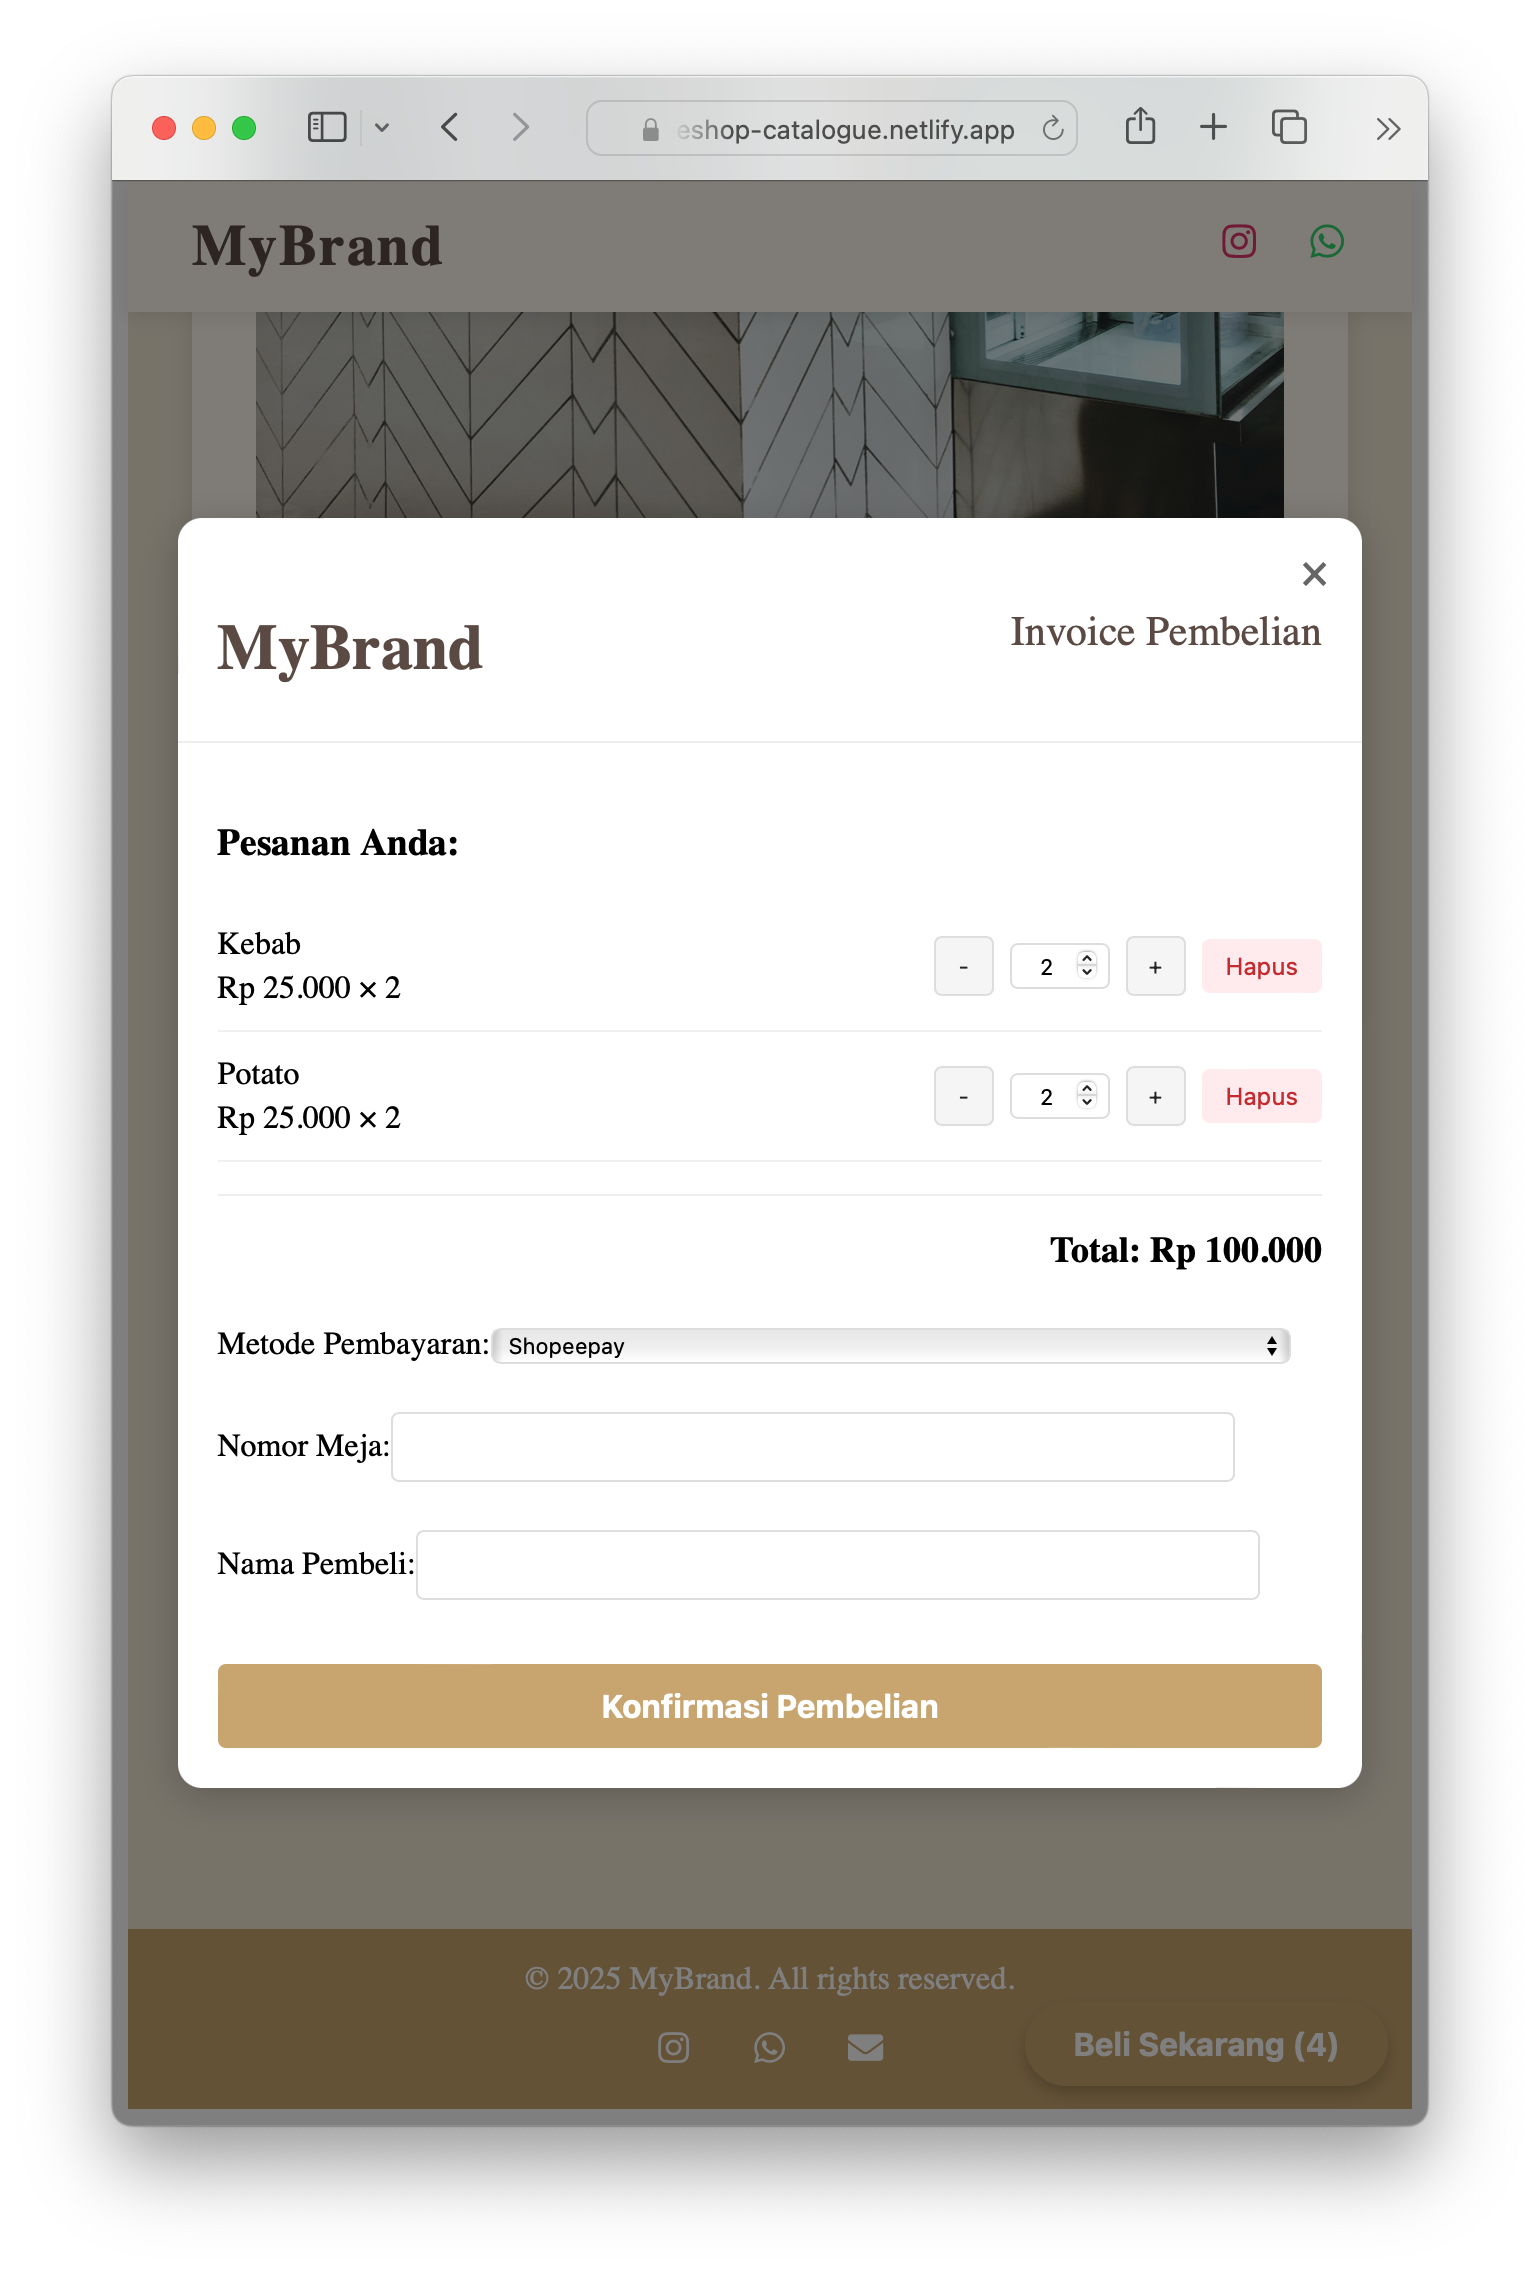 eshop-catalogue.netlify.app
MyBrand
×
MyBrand
Invoice Pembelian
Pesanan Anda:
Kebab
Rp 25.000 × 2
- 2 + Hapus
Potato
Rp 25.000 × 2
- 2 + Hapus
Total: Rp 100.000
Metode Pembayaran: Shopeepay
Nomor Meja:
Nama Pembeli:
Konfirmasi Pembelian
© 2025 MyBrand. All rights reserved.
Beli Sekarang (4)